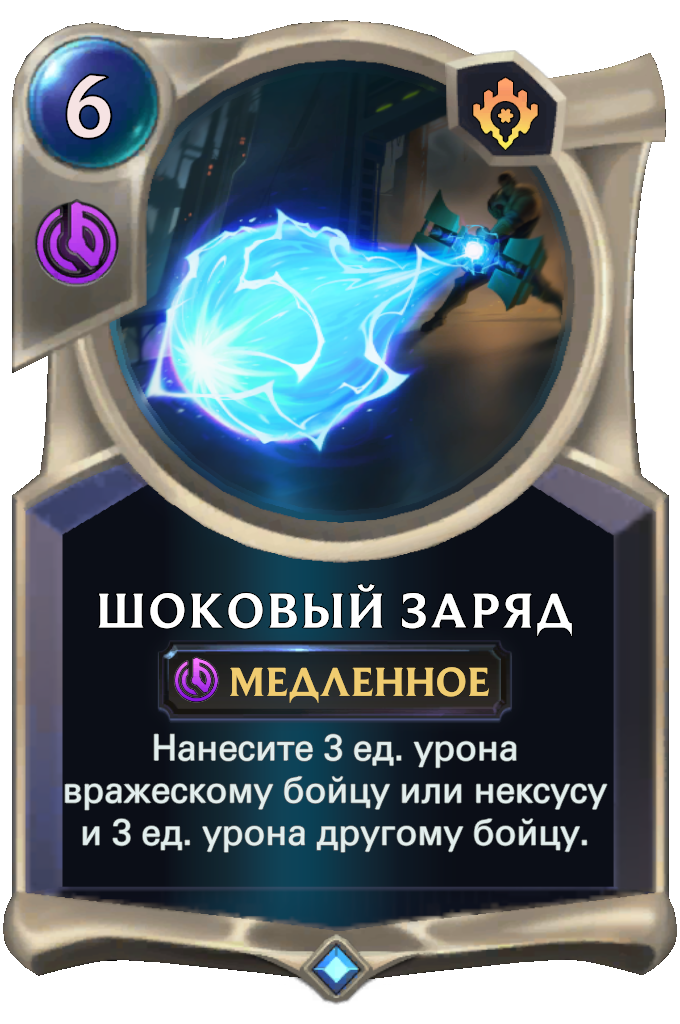 6
ШОКОВЫЙ ЗАРЯД
МЕДЛЕННОЕ
Нанесите 3 ед. урона
вражескому бойцу или нексусу
и 3 ед. урона другому бойцу.